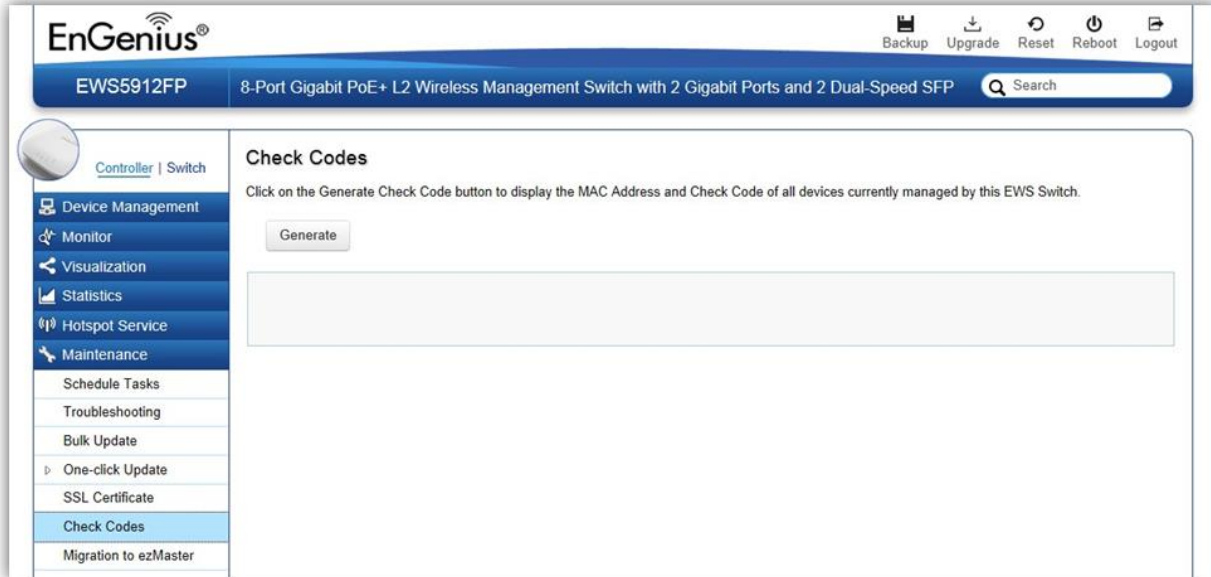 EnGenius®
Backup Upgrade Reset Reboot Logout
EWS5912FP
8-Port Gigabit PoE+ L2 Wireless Management Switch with 2 Gigabit Ports and 2 Dual-Speed SFP
Search
Controller | Switch
Device Management
Monitor
Visualization
Statistics
Hotspot Service
Maintenance
Schedule Tasks
Troubleshooting
Bulk Update
One-click Update
SSL Certificate
Check Codes
Migration to ezMaster
Check Codes
Click on the Generate Check Code button to display the MAC Address and Check Code of all devices currently managed by this EWS Switch.
Generate